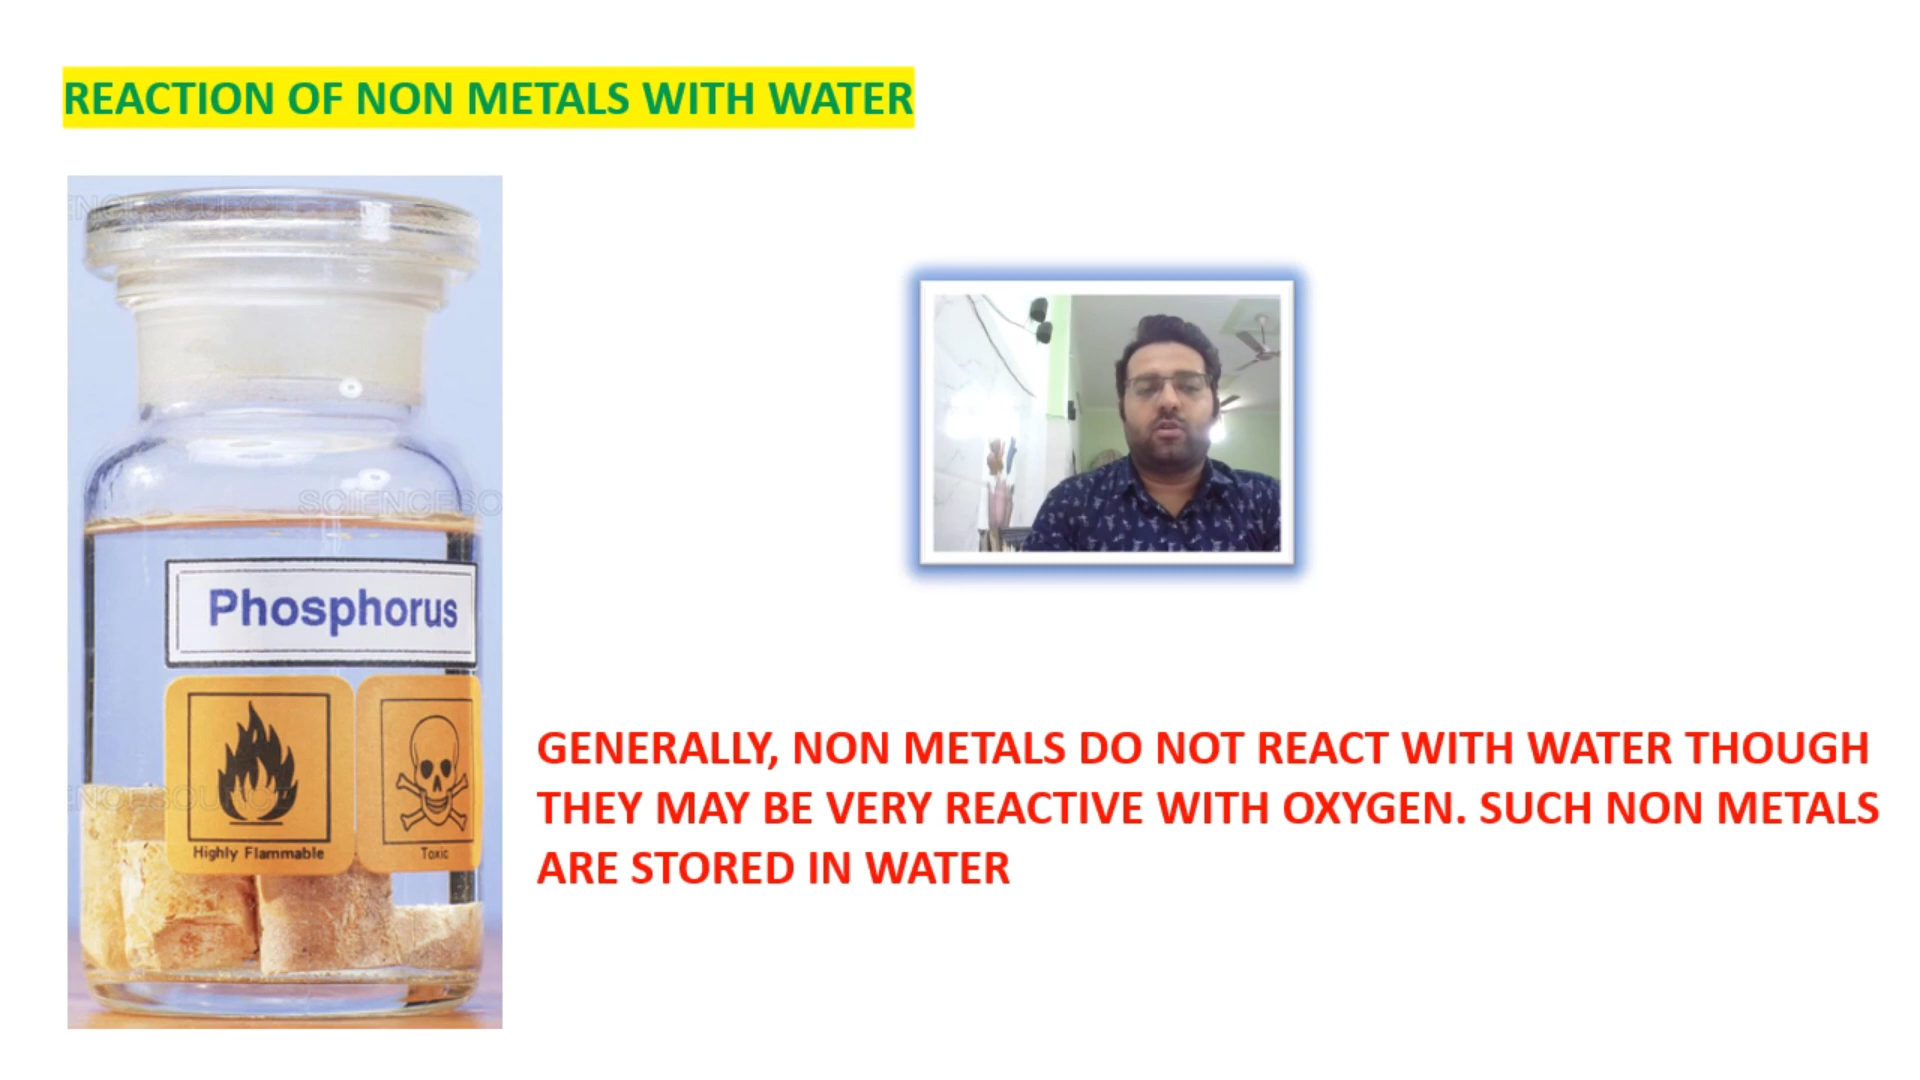 REACTION OF NON METALS WITH WATER
SCIENCESO
Phosphorus
Highly Flammable
Toxic
GENERALLY, NON METALS DO NOT REACT WITH WATER THOUGH
THEY MAY BE VERY REACTIVE WITH OXYGEN. SUCH NON METALS
ARE STORED IN WATER